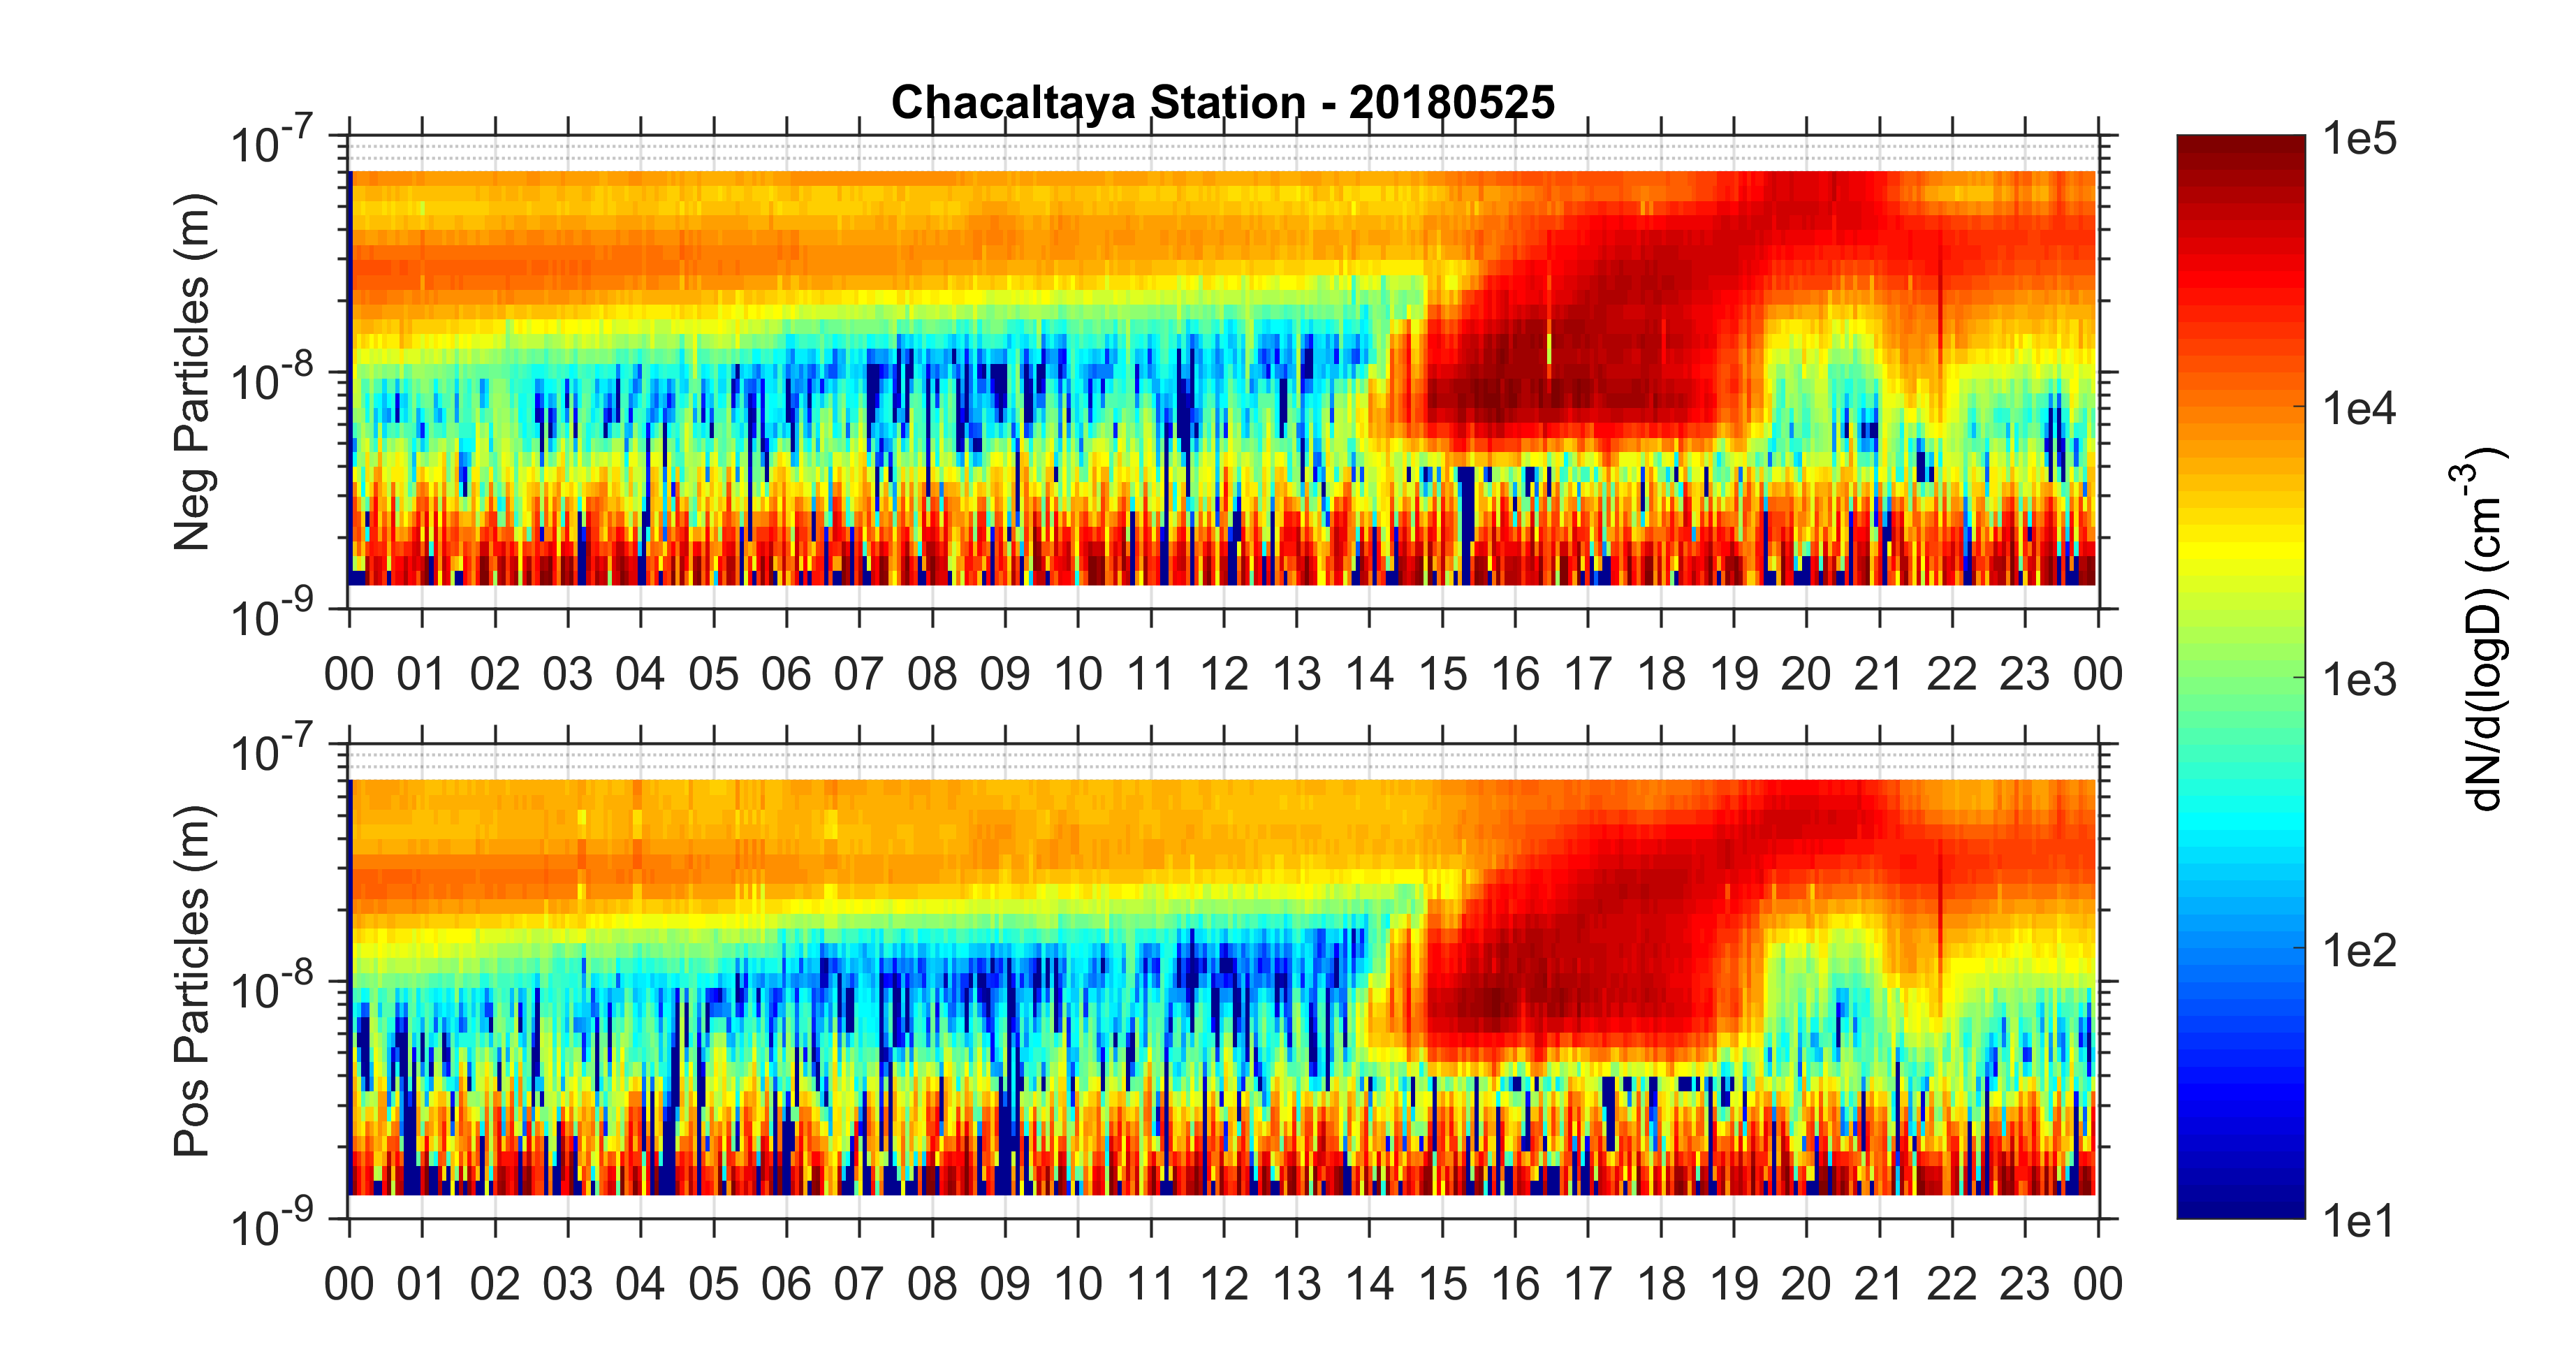 Chacaltaya Station - 20180525
Neg Particles (m)
10^-7
10^-8
10^-9
00 01 02 03 04 05 06 07 08 09 10 11 12 13 14 15 16 17 18 19 20 21 22 23 00
Pos Particles (m)
10^-7
10^-8
10^-9
00 01 02 03 04 05 06 07 08 09 10 11 12 13 14 15 16 17 18 19 20 21 22 23 00
1e5
1e4
1e3
1e2
1e1
dN/d(logD) (cm^-3)